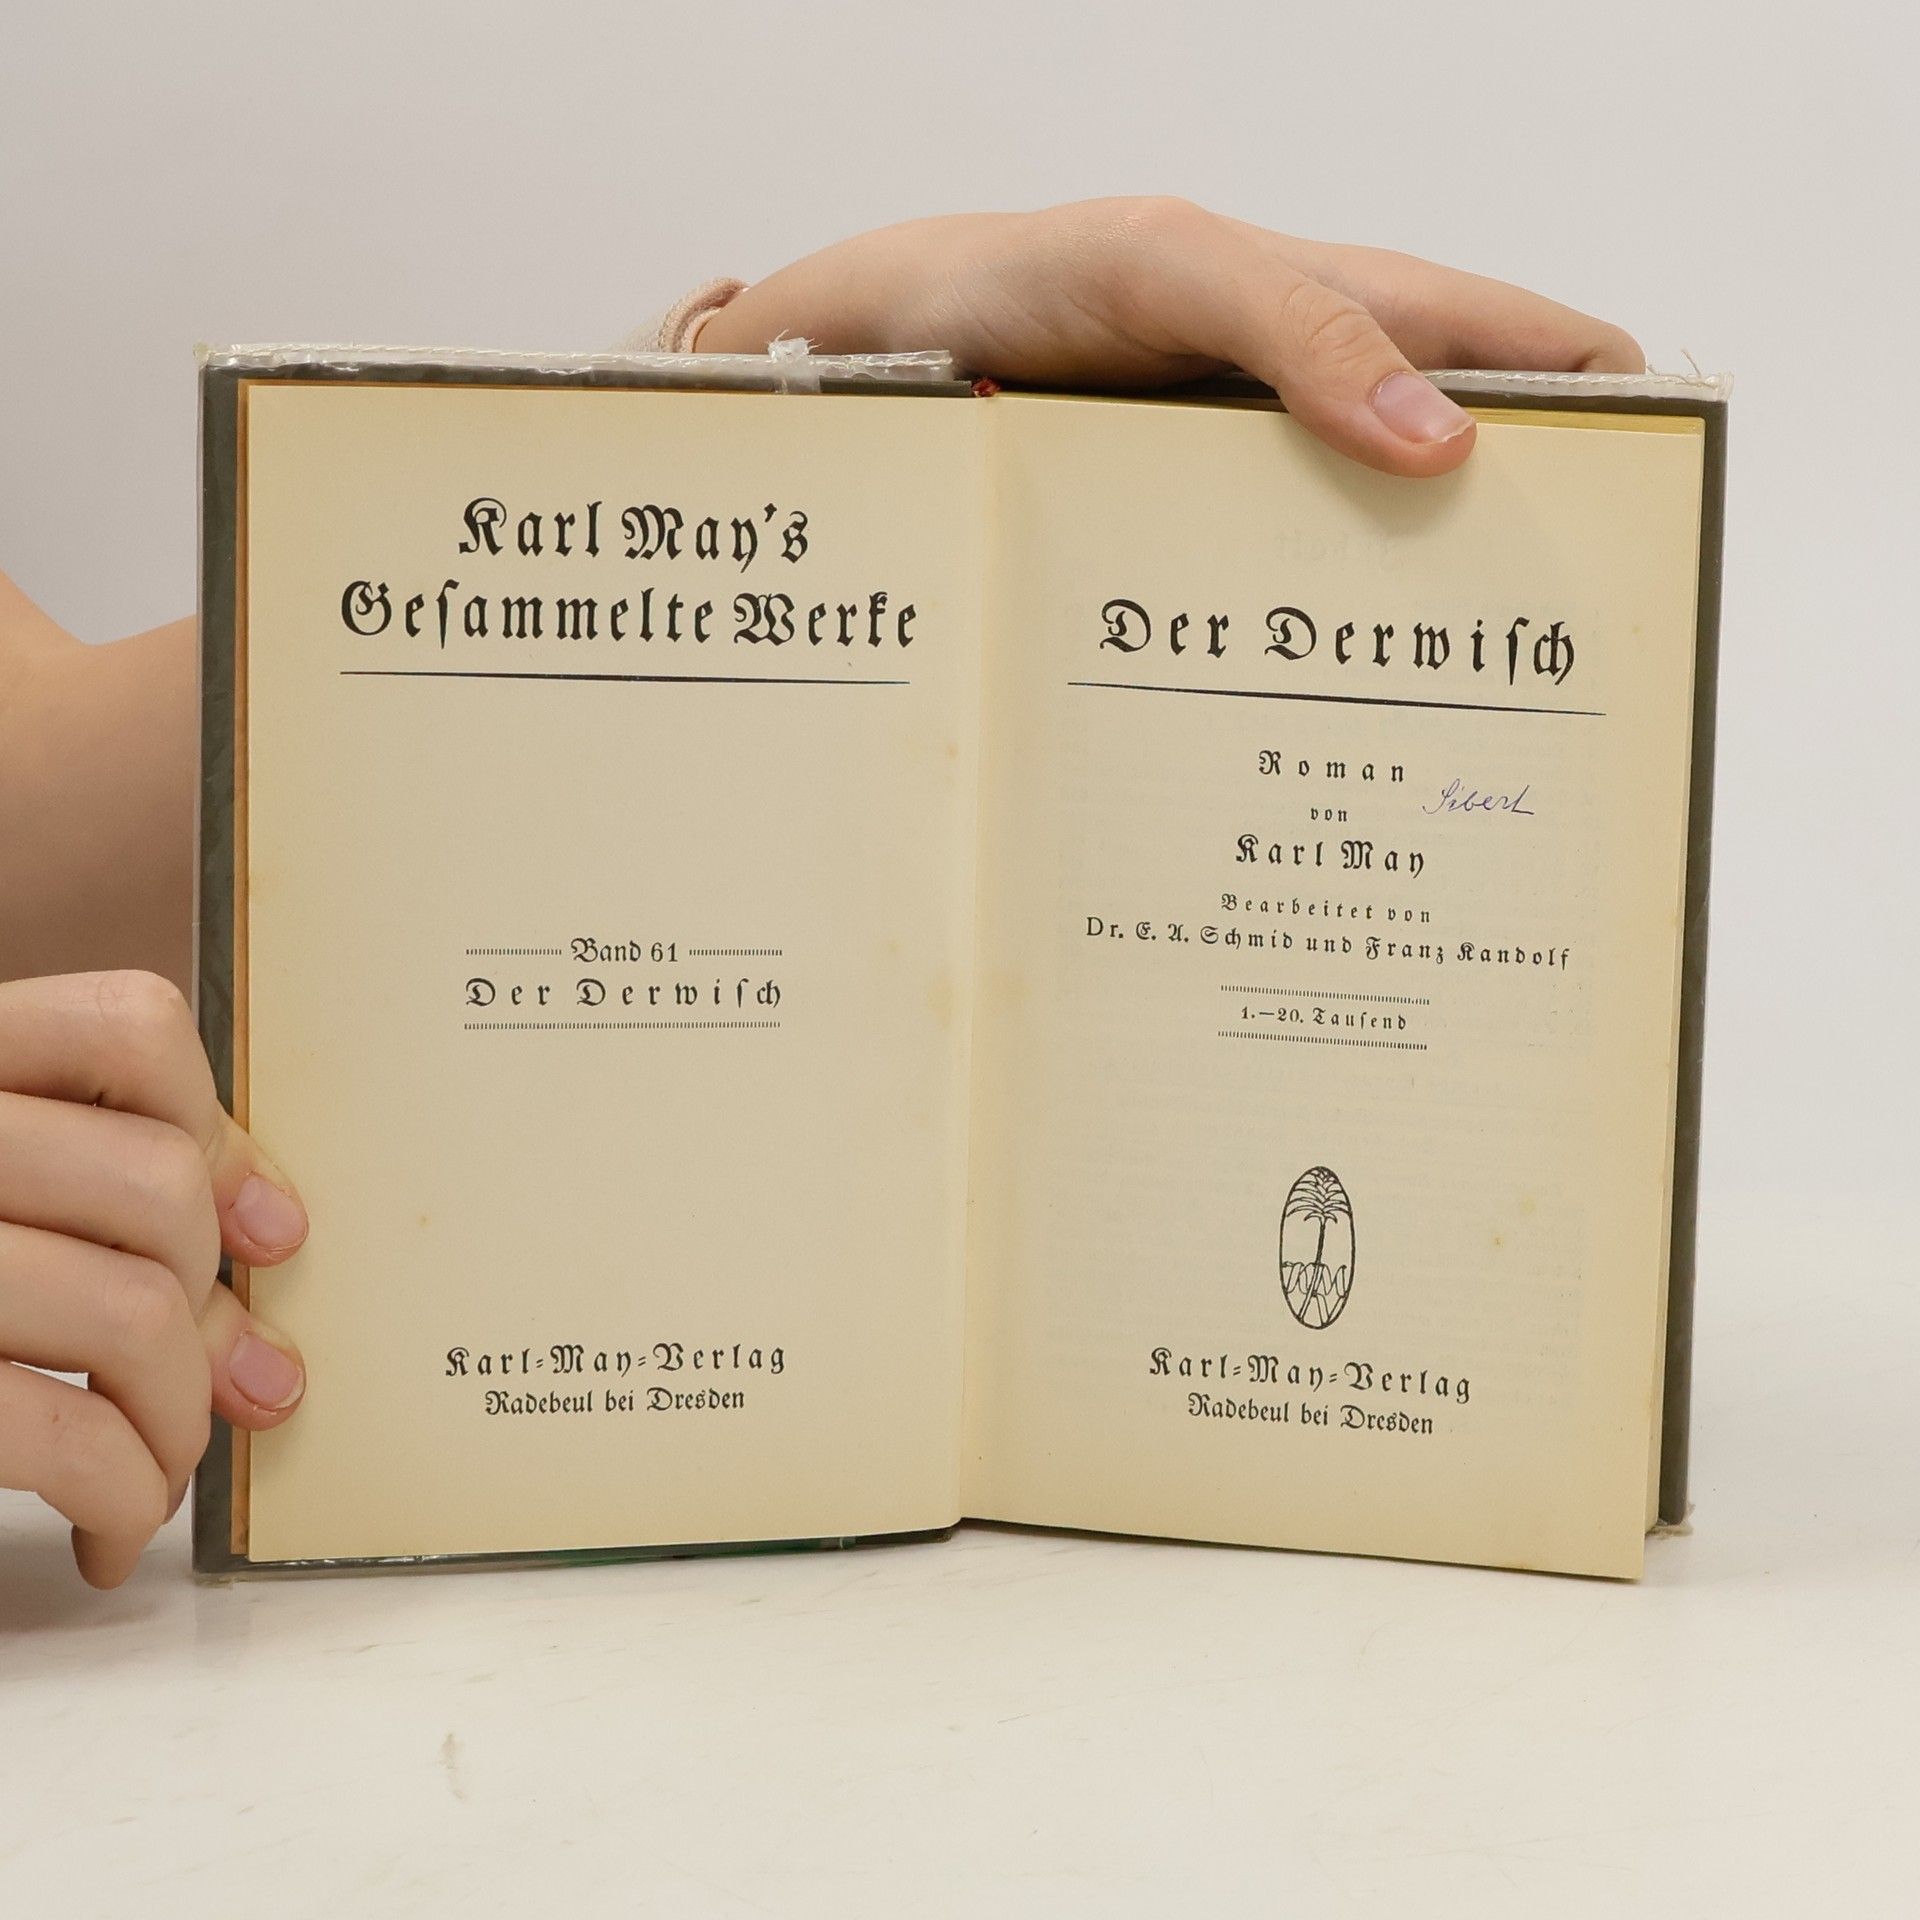 Karl May's
Geſammelte Werke
Band 61
Der Derwiſch
Karl-May-Verlag
Radebeul bei Dresden
Der Derwiſch
Roman
Sibert
von
Karl May
Bearbeitet von
Dr. E. A. Schmid und Franz Kandolf
1.—20. Tauſend
Karl-May-Verlag
Radebeul bei Dresden